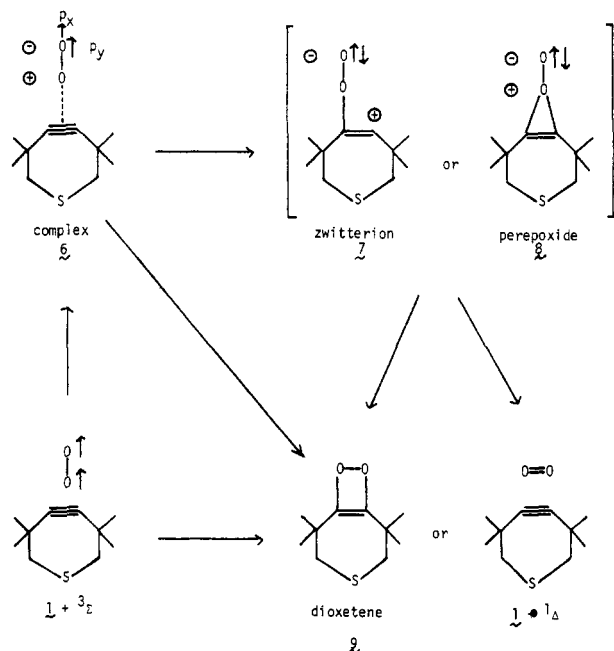 Px
⊖ O ↑ Py
⊕ O
S
complex
6
⊖ O ↑↓
O
⊕
S
zwitterion
7
or
⊖ O ↑↓
⊕ O
S
perepoxide
8
O ↑
O ↑
S
1 + 3Σ
O—O
S
dioxetene
9
or
O=O
S
1 • 1Δ